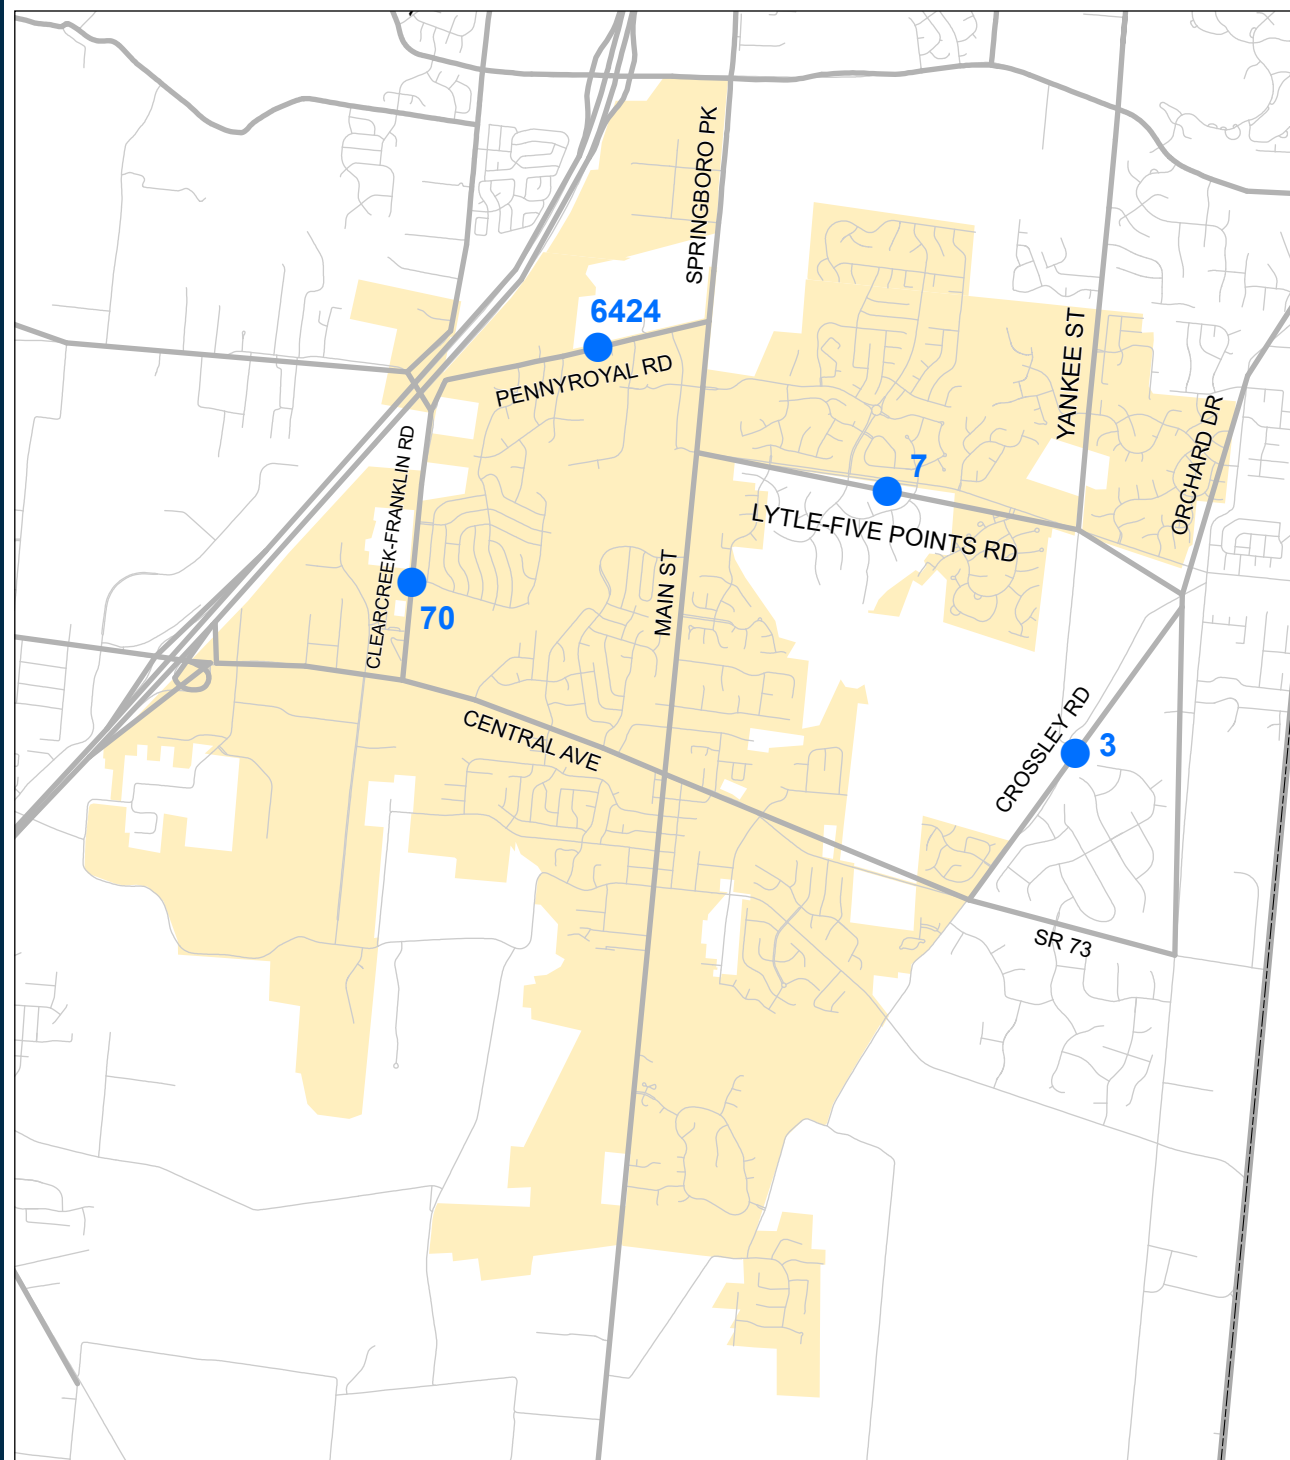 SPRINGBORO PK
6424
PENNYROYAL RD
YANKEE ST
ORCHARD DR
CLEARCREEK-FRANKLIN RD
7
LYTLE-FIVE POINTS RD
MAIN ST
70
CENTRAL AVE
CROSSLEY RD
3
SR 73